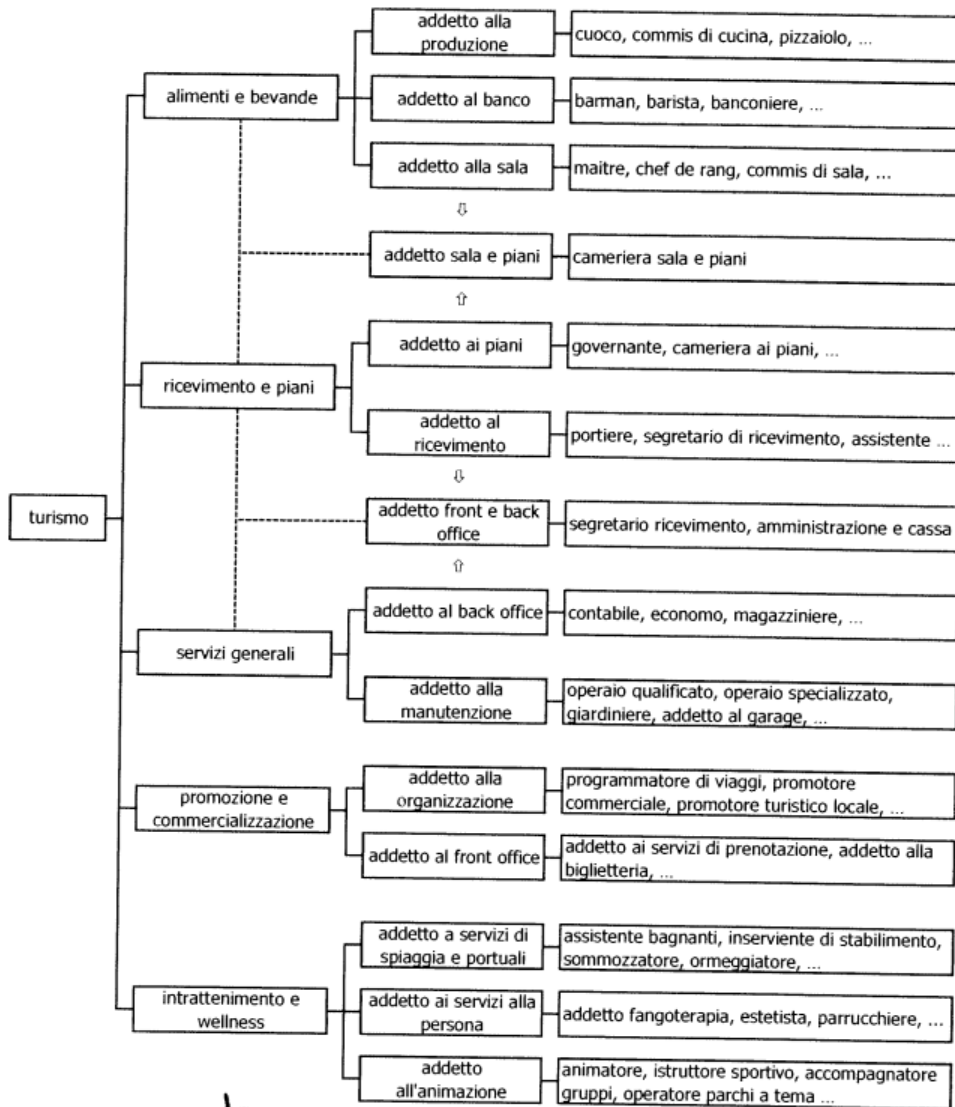 addetto alla
produzione
cuoco, commis di cucina, pizzaiolo, ...
alimenti e bevande
addetto al banco
barman, barista, banconiere, ...
addetto alla sala
maitre, chef de rang, commis di sala, ...
addetto sala e piani
cameriera sala e piani
addetto ai piani
governante, cameriera ai piani, ...
ricevimento e piani
addetto al
ricevimento
portiere, segretario di ricevimento, assistente ...
turismo
addetto front e back
office
segretario ricevimento, amministrazione e cassa
addetto al back office
contabile, economo, magazziniere, ...
servizi generali
addetto alla
manutenzione
operaio qualificato, operaio specializzato,
giardiniere, addetto al garage, ...
promozione e
commercializzazione
addetto alla
organizzazione
programmatore di viaggi, promotore
commerciale, promotore turistico locale, ...
addetto al front office
addetto ai servizi di prenotazione, addetto alla
biglietteria, ...
addetto a servizi di
spiaggia e portuali
assistente bagnanti, inserviente di stabilimento,
sommozzatore, ormeggiatore, ...
intrattenimento e
wellness
addetto ai servizi alla
persona
addetto fangoterapia, estetista, parrucchiere, ...
addetto
all'animazione
animatore, istruttore sportivo, accompagnatore
gruppi, operatore parchi a tema ...